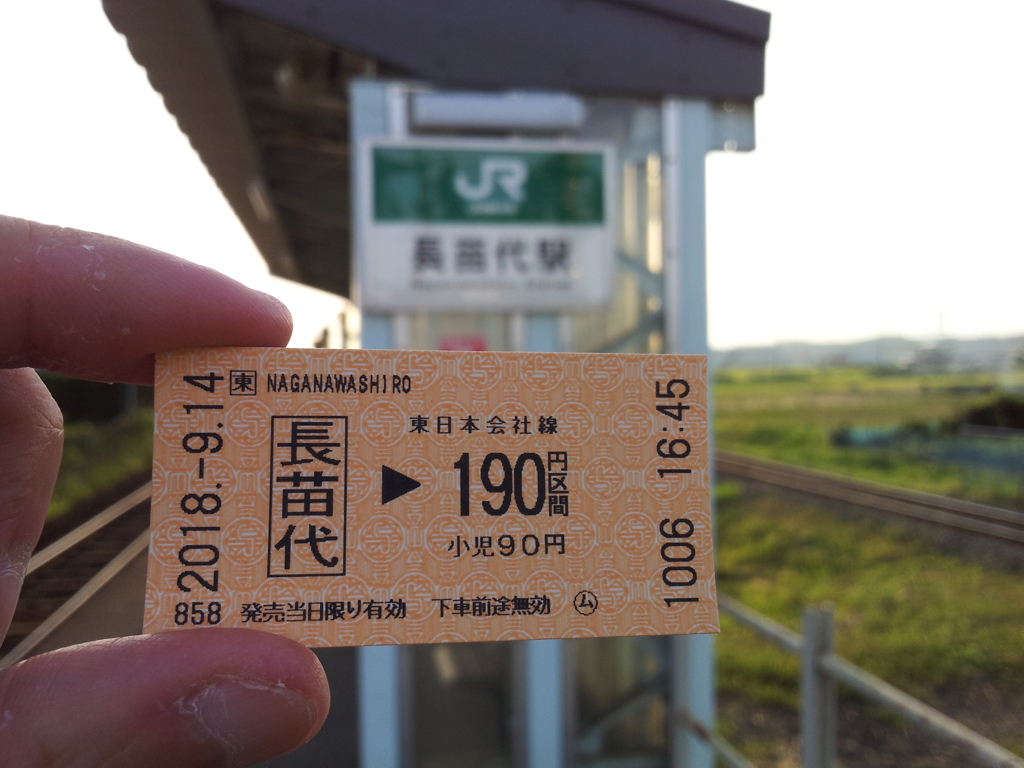 JR
長苗代駅
東 NAGANAWASHIRO
2018.-9.14
東日本会社線
長苗代
▶ 190円区間
小児90円
16:45
1006
858 発売当日限り有効 下車前途無効 ㋰